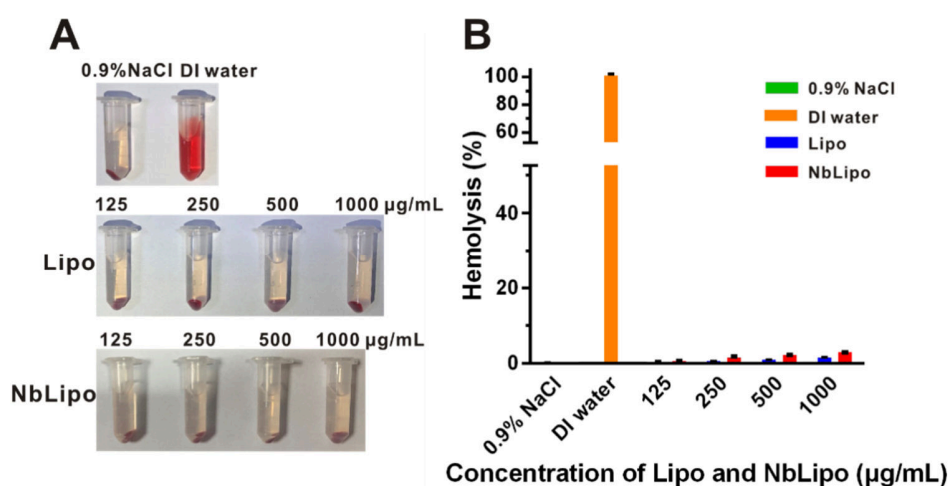 A
0.9%NaCl DI water
125 250 500 1000 µg/mL
Lipo
125 250 500 1000 µg/mL
NbLipo
B
Hemolysis (%)
100
80
60
40
20
0
0.9% NaCl
DI water
Lipo
NbLipo
0.9% NaCl
DI water
125
250
500
1000
Concentration of Lipo and NbLipo (µg/mL)